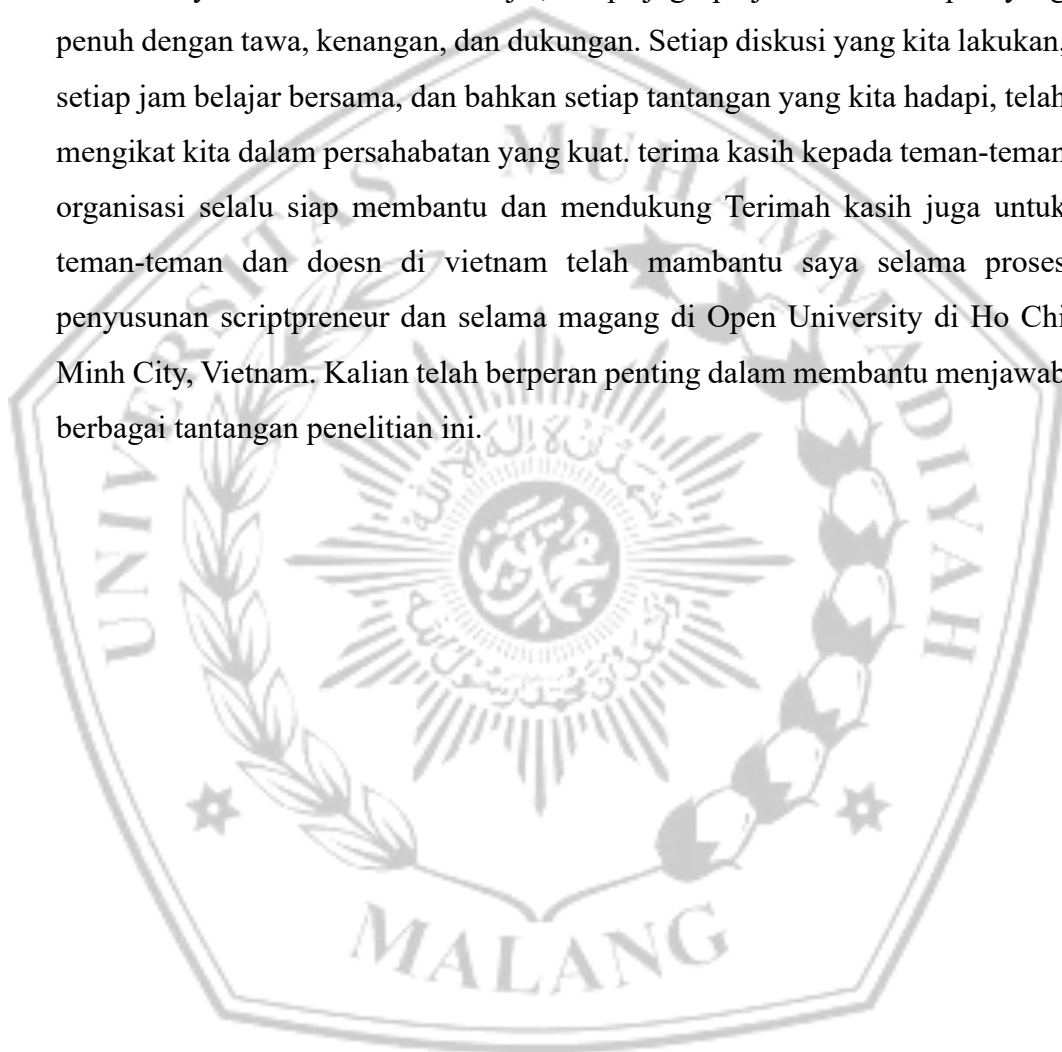 penuh dengan tawa, kenangan, dan dukungan. Setiap diskusi yang kita lakukan,
setiap jam belajar bersama, dan bahkan setiap tantangan yang kita hadapi, telah
mengikat kita dalam persahabatan yang kuat. terima kasih kepada teman-teman
organisasi selalu siap membantu dan mendukung Terimah kasih juga untuk
teman-teman dan doesn di vietnam telah mambantu saya selama proses
penyusunan scriptpreneur dan selama magang di Open University di Ho Chi
Minh City, Vietnam. Kalian telah berperan penting dalam membantu menjawab
berbagai tantangan penelitian ini.
UNIVERSITAS MUHAMMADIYAH
MALANG